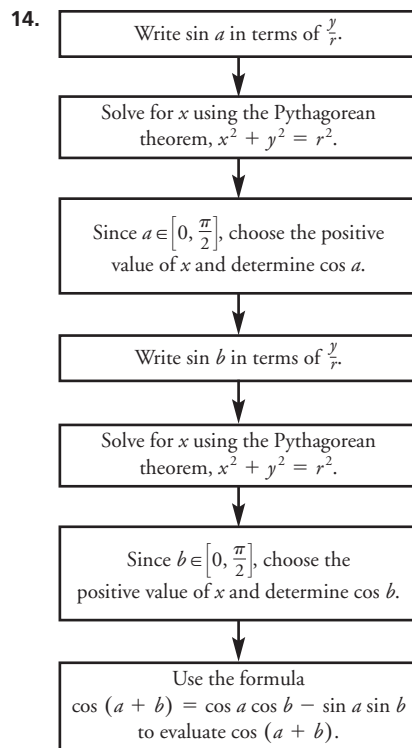 14.
Write sin a in terms of y/r.
Solve for x using the Pythagorean
theorem, x² + y² = r².
Since a ∈ [0, π/2], choose the positive
value of x and determine cos a.
Write sin b in terms of y/r.
Solve for x using the Pythagorean
theorem, x² + y² = r².
Since b ∈ [0, π/2], choose the
positive value of x and determine cos b.
Use the formula
cos (a + b) = cos a cos b − sin a sin b
to evaluate cos (a + b).